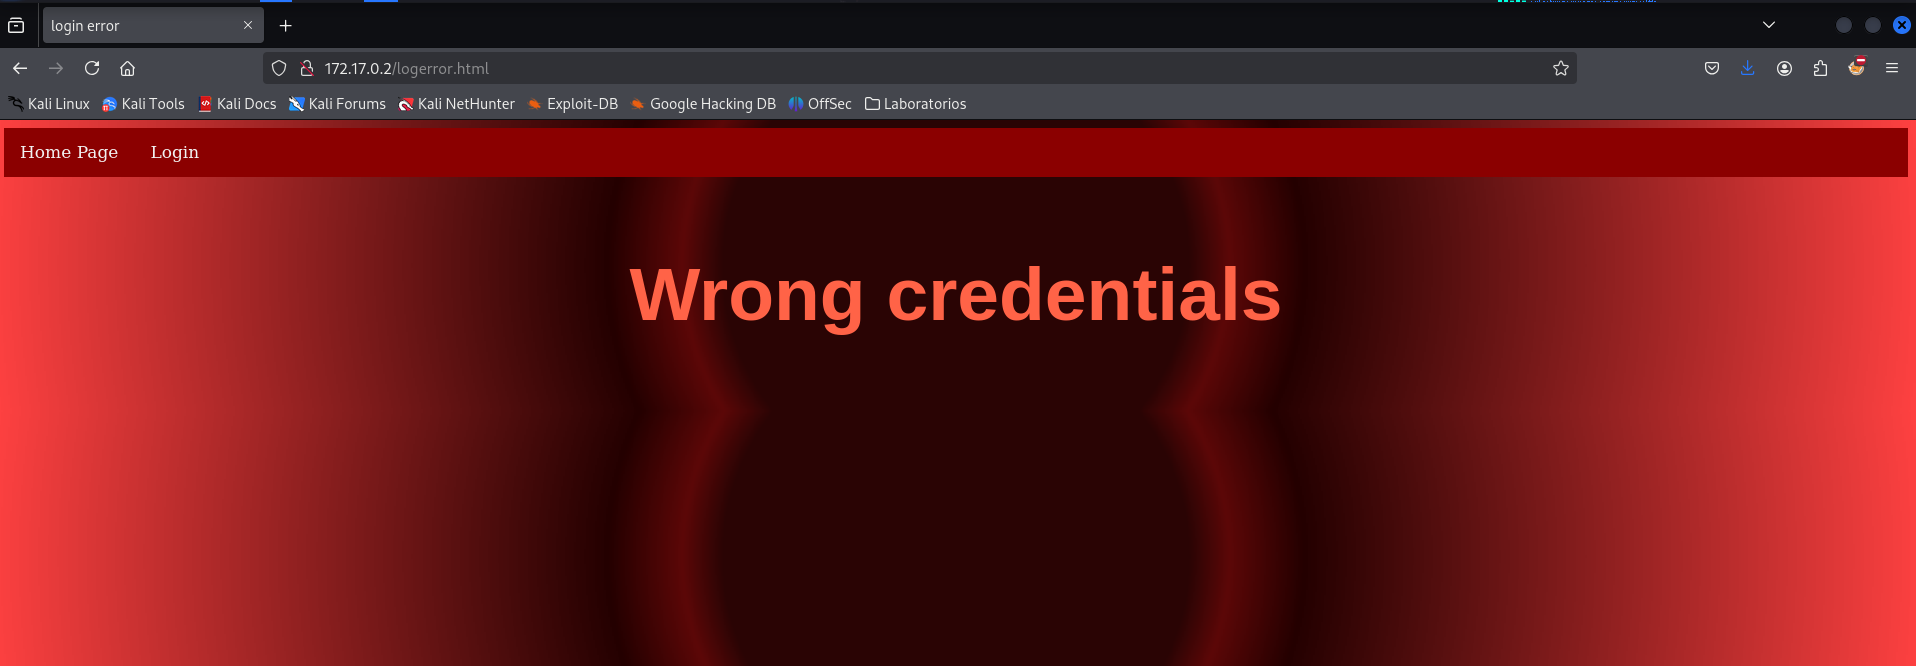 login error
172.17.0.2/logerror.html
Kali Linux Kali Tools Kali Docs Kali Forums Kali NetHunter Exploit-DB Google Hacking DB OffSec Laboratorios
Home Page Login
Wrong credentials